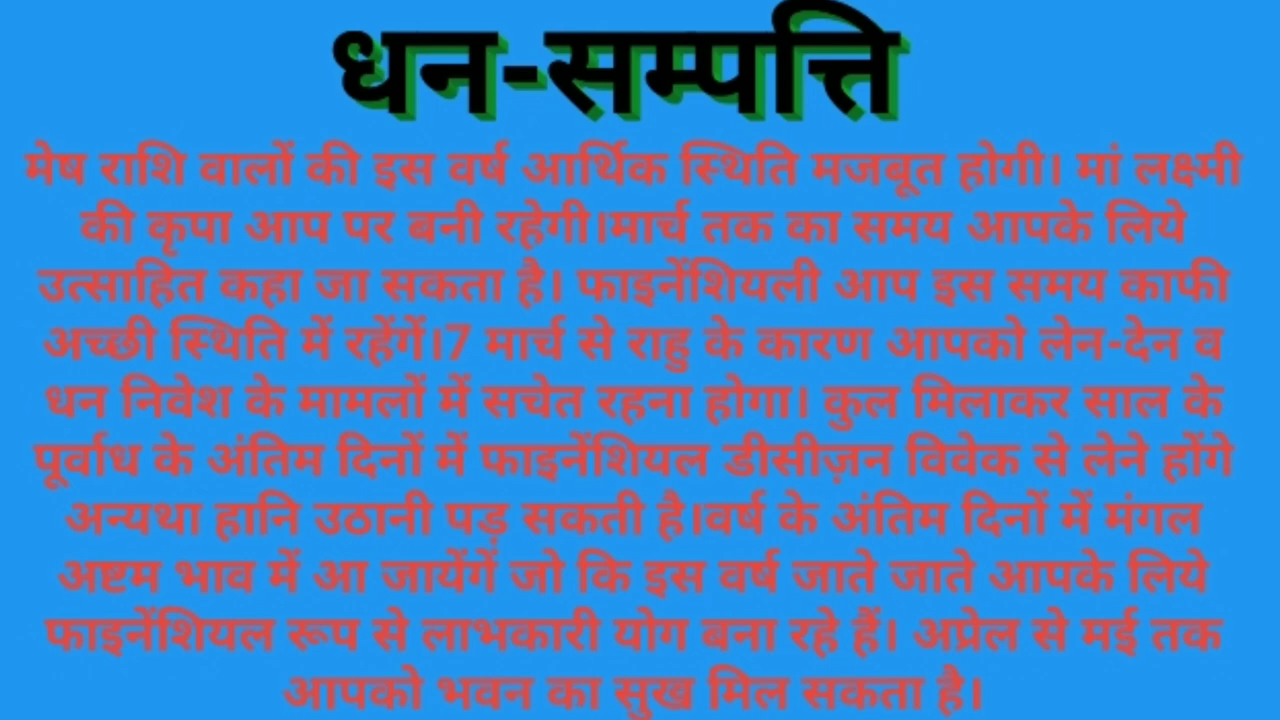 धन-सम्पत्ति
मेष राशि वालों की इस वर्ष आर्थिक स्थिति मजबूत होगी। मां लक्ष्मी
की कृपा आप पर बनी रहेगी।मार्च तक का समय आपके लिये
उत्साहित कहा जा सकता है। फाइनेंशियली आप इस समय काफी
अच्छी स्थिति में रहेंगें।7 मार्च से राहु के कारण आपको लेन-देन व
धन निवेश के मामलों में सचेत रहना होगा। कुल मिलाकर साल के
पूर्वाध के अंतिम दिनों में फाइनेंशियल डीसीज़न विवेक से लेने होंगे
अन्यथा हानि उठानी पड़ सकती है।वर्ष के अंतिम दिनों में मंगल
अष्टम भाव में आ जायेंगें जो कि इस वर्ष जाते जाते आपके लिये
फाइनेंशियल रूप से लाभकारी योग बना रहे हैं। अप्रेल से मई तक
आपको भवन का सुख मिल सकता है।